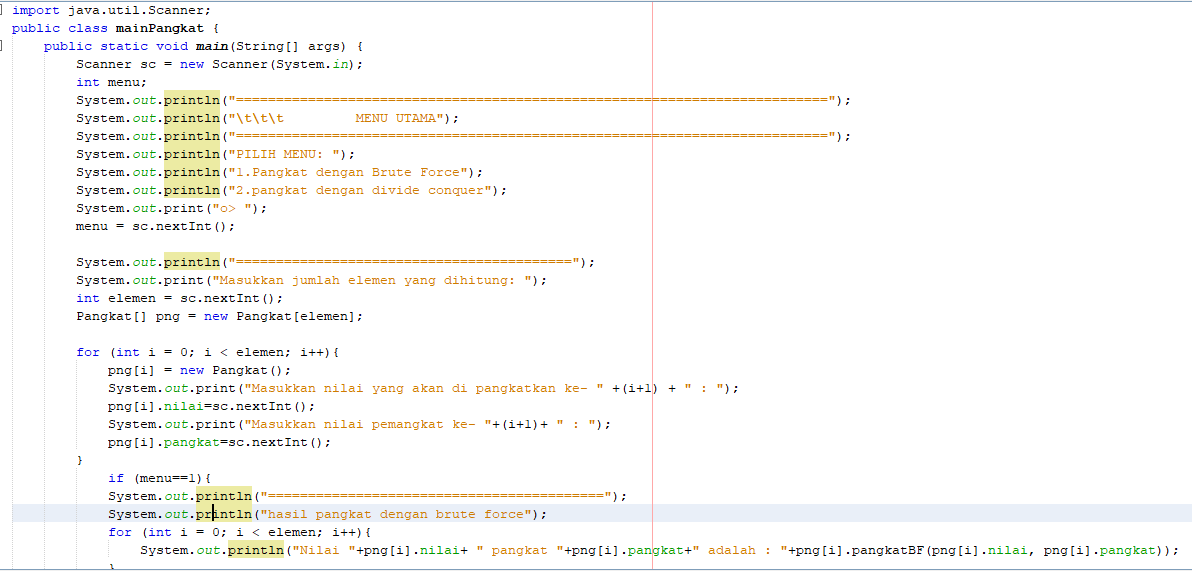 import java.util.Scanner;
public class mainPangkat {
    public static void main(String[] args) {
        Scanner sc = new Scanner(System.in);
        int menu;
        System.out.println("==========================================================================");
        System.out.println("\t\t\t         MENU UTAMA");
        System.out.println("==========================================================================");
        System.out.println("PILIH MENU: ");
        System.out.println("1.Pangkat dengan Brute Force");
        System.out.println("2.pangkat dengan divide conquer");
        System.out.print("o> ");
        menu = sc.nextInt();

        System.out.println("==========================================");
        System.out.print("Masukkan jumlah elemen yang dihitung: ");
        int elemen = sc.nextInt();
        Pangkat[] png = new Pangkat[elemen];

        for (int i = 0; i < elemen; i++){
            png[i] = new Pangkat();
            System.out.print("Masukkan nilai yang akan di pangkatkan ke- " +(i+1) + " : ");
            png[i].nilai=sc.nextInt();
            System.out.print("Masukkan nilai pemangkat ke- "+(i+1)+ " : ");
            png[i].pangkat=sc.nextInt();
        }
            if (menu==1){
            System.out.println("==========================================");
            System.out.println("hasil pangkat dengan brute force");
            for (int i = 0; i < elemen; i++){
                System.out.println("Nilai "+png[i].nilai+ " pangkat "+png[i].pangkat+" adalah : "+png[i].pangkatBF(png[i].nilai, png[i].pangkat));
            }